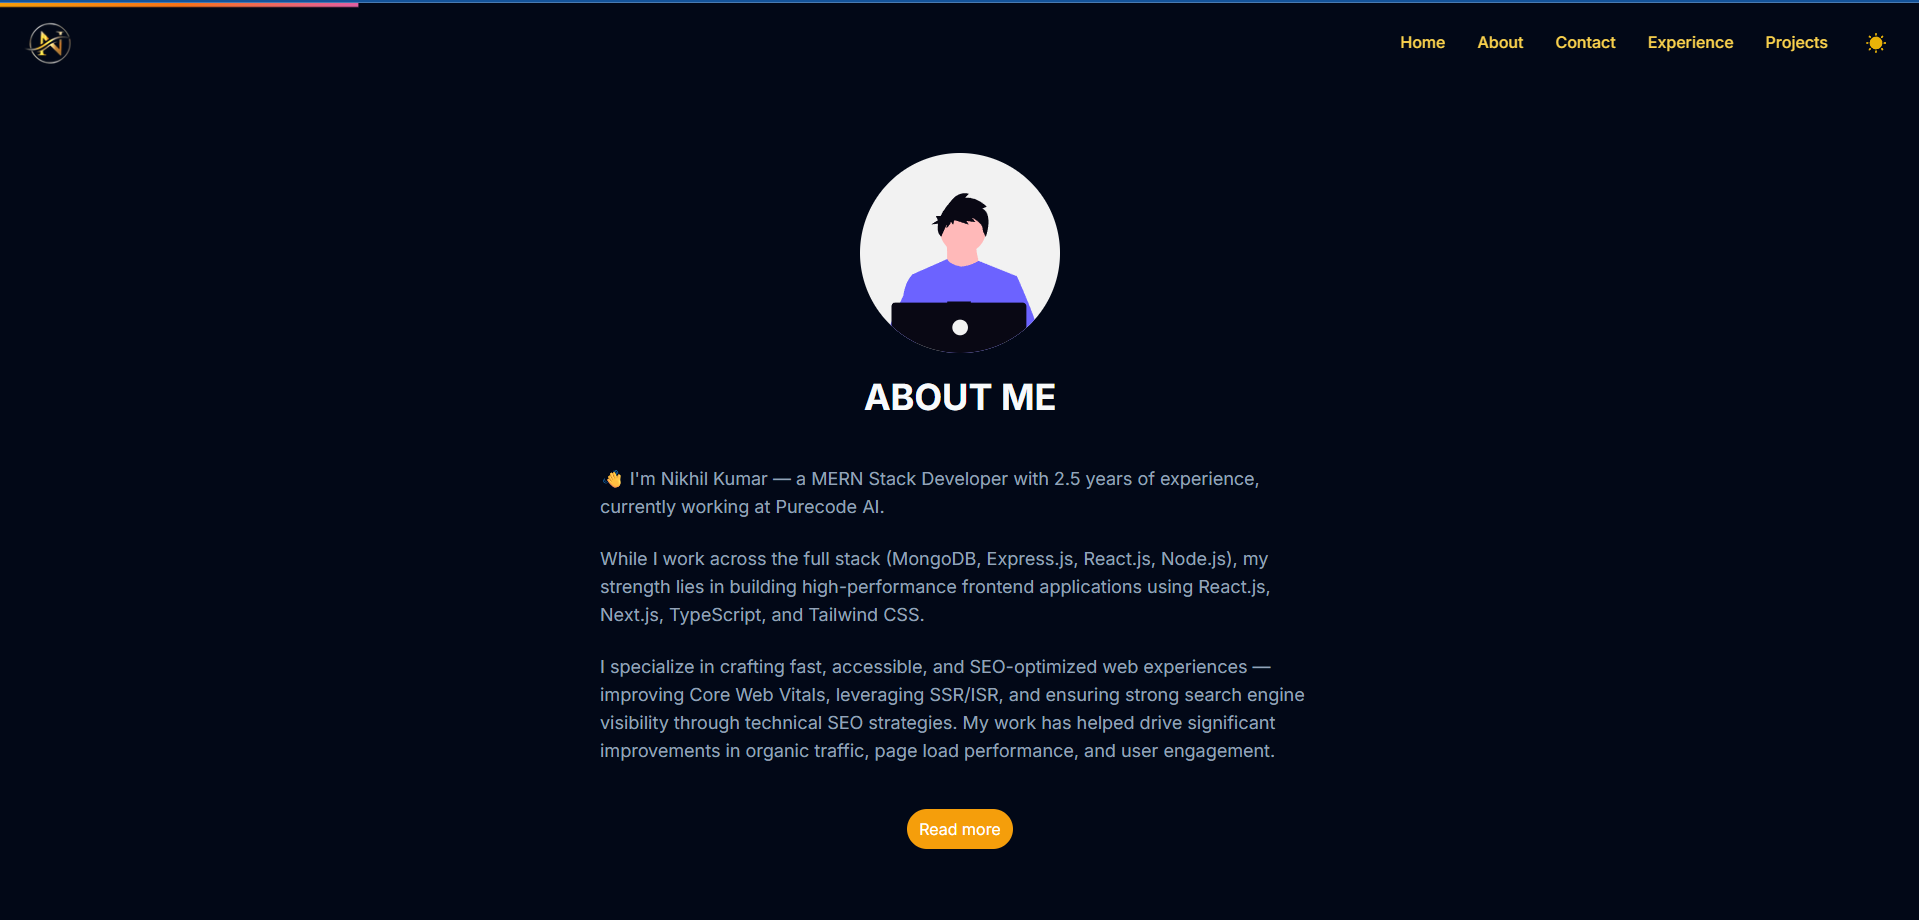 N
Home About Contact Experience Projects
ABOUT ME
👋 I'm Nikhil Kumar — a MERN Stack Developer with 2.5 years of experience,
currently working at Purecode AI.
While I work across the full stack (MongoDB, Express.js, React.js, Node.js), my
strength lies in building high-performance frontend applications using React.js,
Next.js, TypeScript, and Tailwind CSS.
I specialize in crafting fast, accessible, and SEO-optimized web experiences —
improving Core Web Vitals, leveraging SSR/ISR, and ensuring strong search engine
visibility through technical SEO strategies. My work has helped drive significant
improvements in organic traffic, page load performance, and user engagement.
Read more